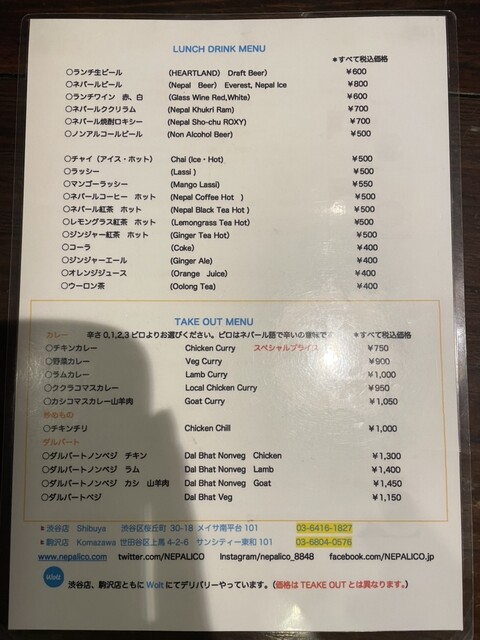 LUNCH DRINK MENU
＊すべて税込価格
○ランチ生ビール (HEARTLAND) Draft Beer) ¥600
○ネパールビール (Nepal Beer) Everest, Nepal Ice ¥800
○ランチワイン 赤、白 (Glass Wine Red,White) ¥600
○ネパールククリラム (Nepal Khukri Ram) ¥700
○ネパール焼酎ロキシー (Nepal Sho-chu ROXY) ¥700
○ノンアルコールビール (Non Alcohol Beer) ¥500
○チャイ（アイス・ホット） Chai (Ice・Hot) ¥500
○ラッシー (Lassi ) ¥500
○マンゴーラッシー (Mango Lassi) ¥550
○ネパールコーヒー ホット (Nepal Coffee Hot ) ¥500
○ネパール紅茶 ホット (Nepal Black Tea Hot ) ¥500
○レモングラス紅茶 ホット (Lemongrass Tea Hot) ¥500
○ジンジャー紅茶 ホット (Ginger Tea Hot) ¥500
○コーラ (Coke) ¥400
○ジンジャーエール (Ginger Ale) ¥400
○オレンジジュース (Orange Juice) ¥400
○ウーロン茶 (Oolong Tea) ¥400
TAKE OUT MENU
カレー 辛さ 0,1,2,3 ピロよりお選びください。ピロはネパール語で辛いの意味です ＊すべて税込価格
○チキンカレー Chicken Curry スペシャルプライス ¥750
○野菜カレー Veg Curry ¥900
○ラムカレー Lamb Curry ¥1,000
○ククラコマスカレー Local Chicken Curry ¥950
○カシコマスカレー山羊肉 Goat Curry ¥1,050
炒めもの
○チキンチリ Chicken Chill ¥1,000
ダルバート
○ダルバートノンベジ チキン Dal Bhat Nonveg Chicken ¥1,300
○ダルバートノンベジ ラム Dal Bhat Nonveg Lamb ¥1,400
○ダルバートノンベジ カシ 山羊肉 Dal Bhat Nonveg Goat ¥1,450
○ダルバートベジ Dal Bhat Veg ¥1,150
渋谷店 Shibuya 渋谷区桜丘町 30-18 メイサ南平台 101 03-6416-1827
駒沢店 Komazawa 世田谷区上馬 4-2-6 サンシティー東和 101 03-6804-0576
www.nepalico.com twitter.com/NEPALICO Instagram/nepalico_8848 facebook.com/NEPALICO.jp
Wolt 渋谷店、駒沢店ともに Wolt にてデリバリーやっています。（価格は TEAKE OUT とは異なります。）